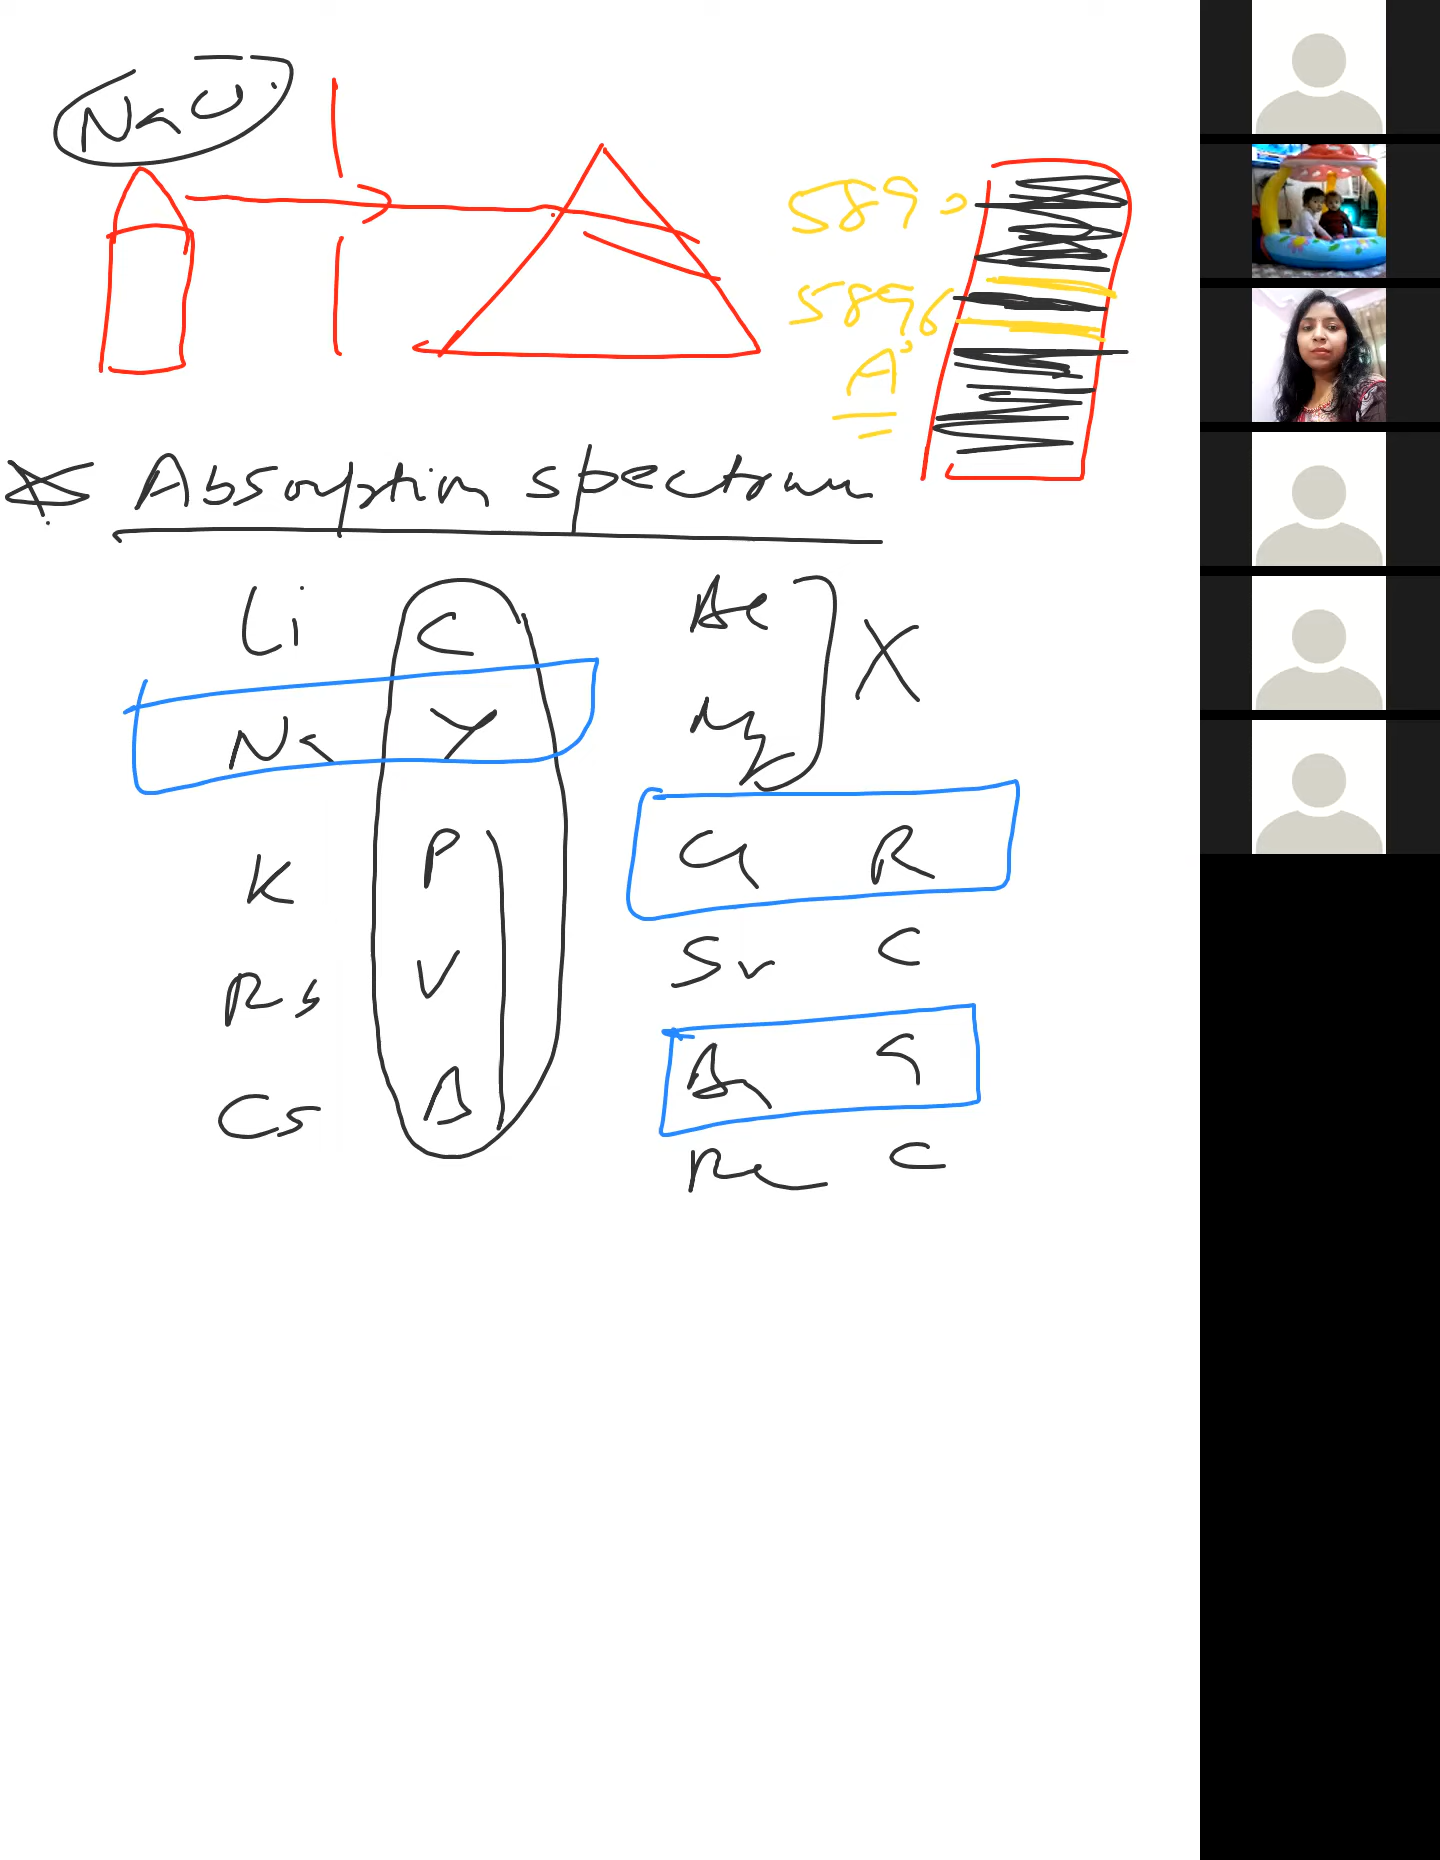 NaCl
5890
5896
A°
Absorption spectrum
Li C Be X
Na Y Mg
K P Ca R
Rb V Sr C
Cs B Ba G
Ra C